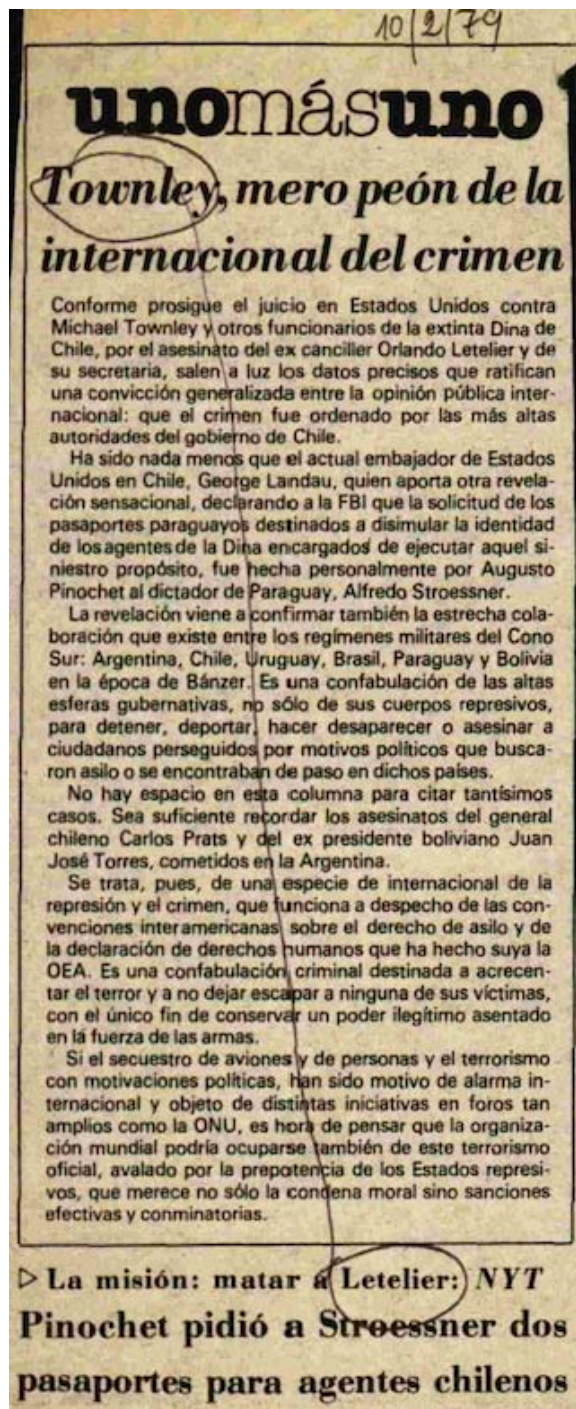 10/2/79
unomásuno
Townley, mero peón de la
internacional del crimen
Conforme prosigue el juicio en Estados Unidos contra
Michael Townley y otros funcionarios de la extinta Dina de
Chile, por el asesinato del ex canciller Orlando Letelier y de
su secretaria, salen a luz los datos precisos que ratifican
una convicción generalizada entre la opinión pública inter-
nacional: que el crimen fue ordenado por las más altas
autoridades del gobierno de Chile.
Ha sido nada menos que el actual embajador de Estados
Unidos en Chile, George Landau, quien aporta otra revela-
ción sensacional, declarando a la FBI que la solicitud de los
pasaportes paraguayos destinados a disimular la identidad
de los agentes de la Dina encargados de ejecutar aquel si-
niestro propósito, fue hecha personalmente por Augusto
Pinochet al dictador de Paraguay, Alfredo Stroessner.
La revelación viene a confirmar también la estrecha cola-
boración que existe entre los regímenes militares del Cono
Sur: Argentina, Chile, Uruguay, Brasil, Paraguay y Bolivia
en la época de Bánzer. Es una confabulación de las altas
esferas gubernativas, no sólo de sus cuerpos represivos,
para detener, deportar, hacer desaparecer o asesinar a
ciudadanos perseguidos por motivos políticos que busca-
ron asilo o se encontraban de paso en dichos países.
No hay espacio en esta columna para citar tantísimos
casos. Sea suficiente recordar los asesinatos del general
chileno Carlos Prats y del ex presidente boliviano Juan
José Torres, cometidos en la Argentina.
Se trata, pues, de una especie de internacional de la
represión y el crimen, que funciona a despecho de las con-
venciones interamericanas sobre el derecho de asilo y de
la declaración de derechos humanos que ha hecho suya la
OEA. Es una confabulación criminal destinada a acrecen-
tar el terror y a no dejar escapar a ninguna de sus víctimas,
con el único fin de conservar un poder ilegítimo asentado
en la fuerza de las armas.
Si el secuestro de aviones y de personas y el terrorismo
con motivaciones políticas, han sido motivo de alarma in-
ternacional y objeto de distintas iniciativas en foros tan
amplios como la ONU, es hora de pensar que la organiza-
ción mundial podría ocuparse también de este terrorismo
oficial, avalado por la prepotencia de los Estados represi-
vos, que merece no sólo la condena moral sino sanciones
efectivas y conminatorias.
▷ La misión: matar a Letelier: NYT
Pinochet pidió a Stroessner dos
pasaportes para agentes chilenos